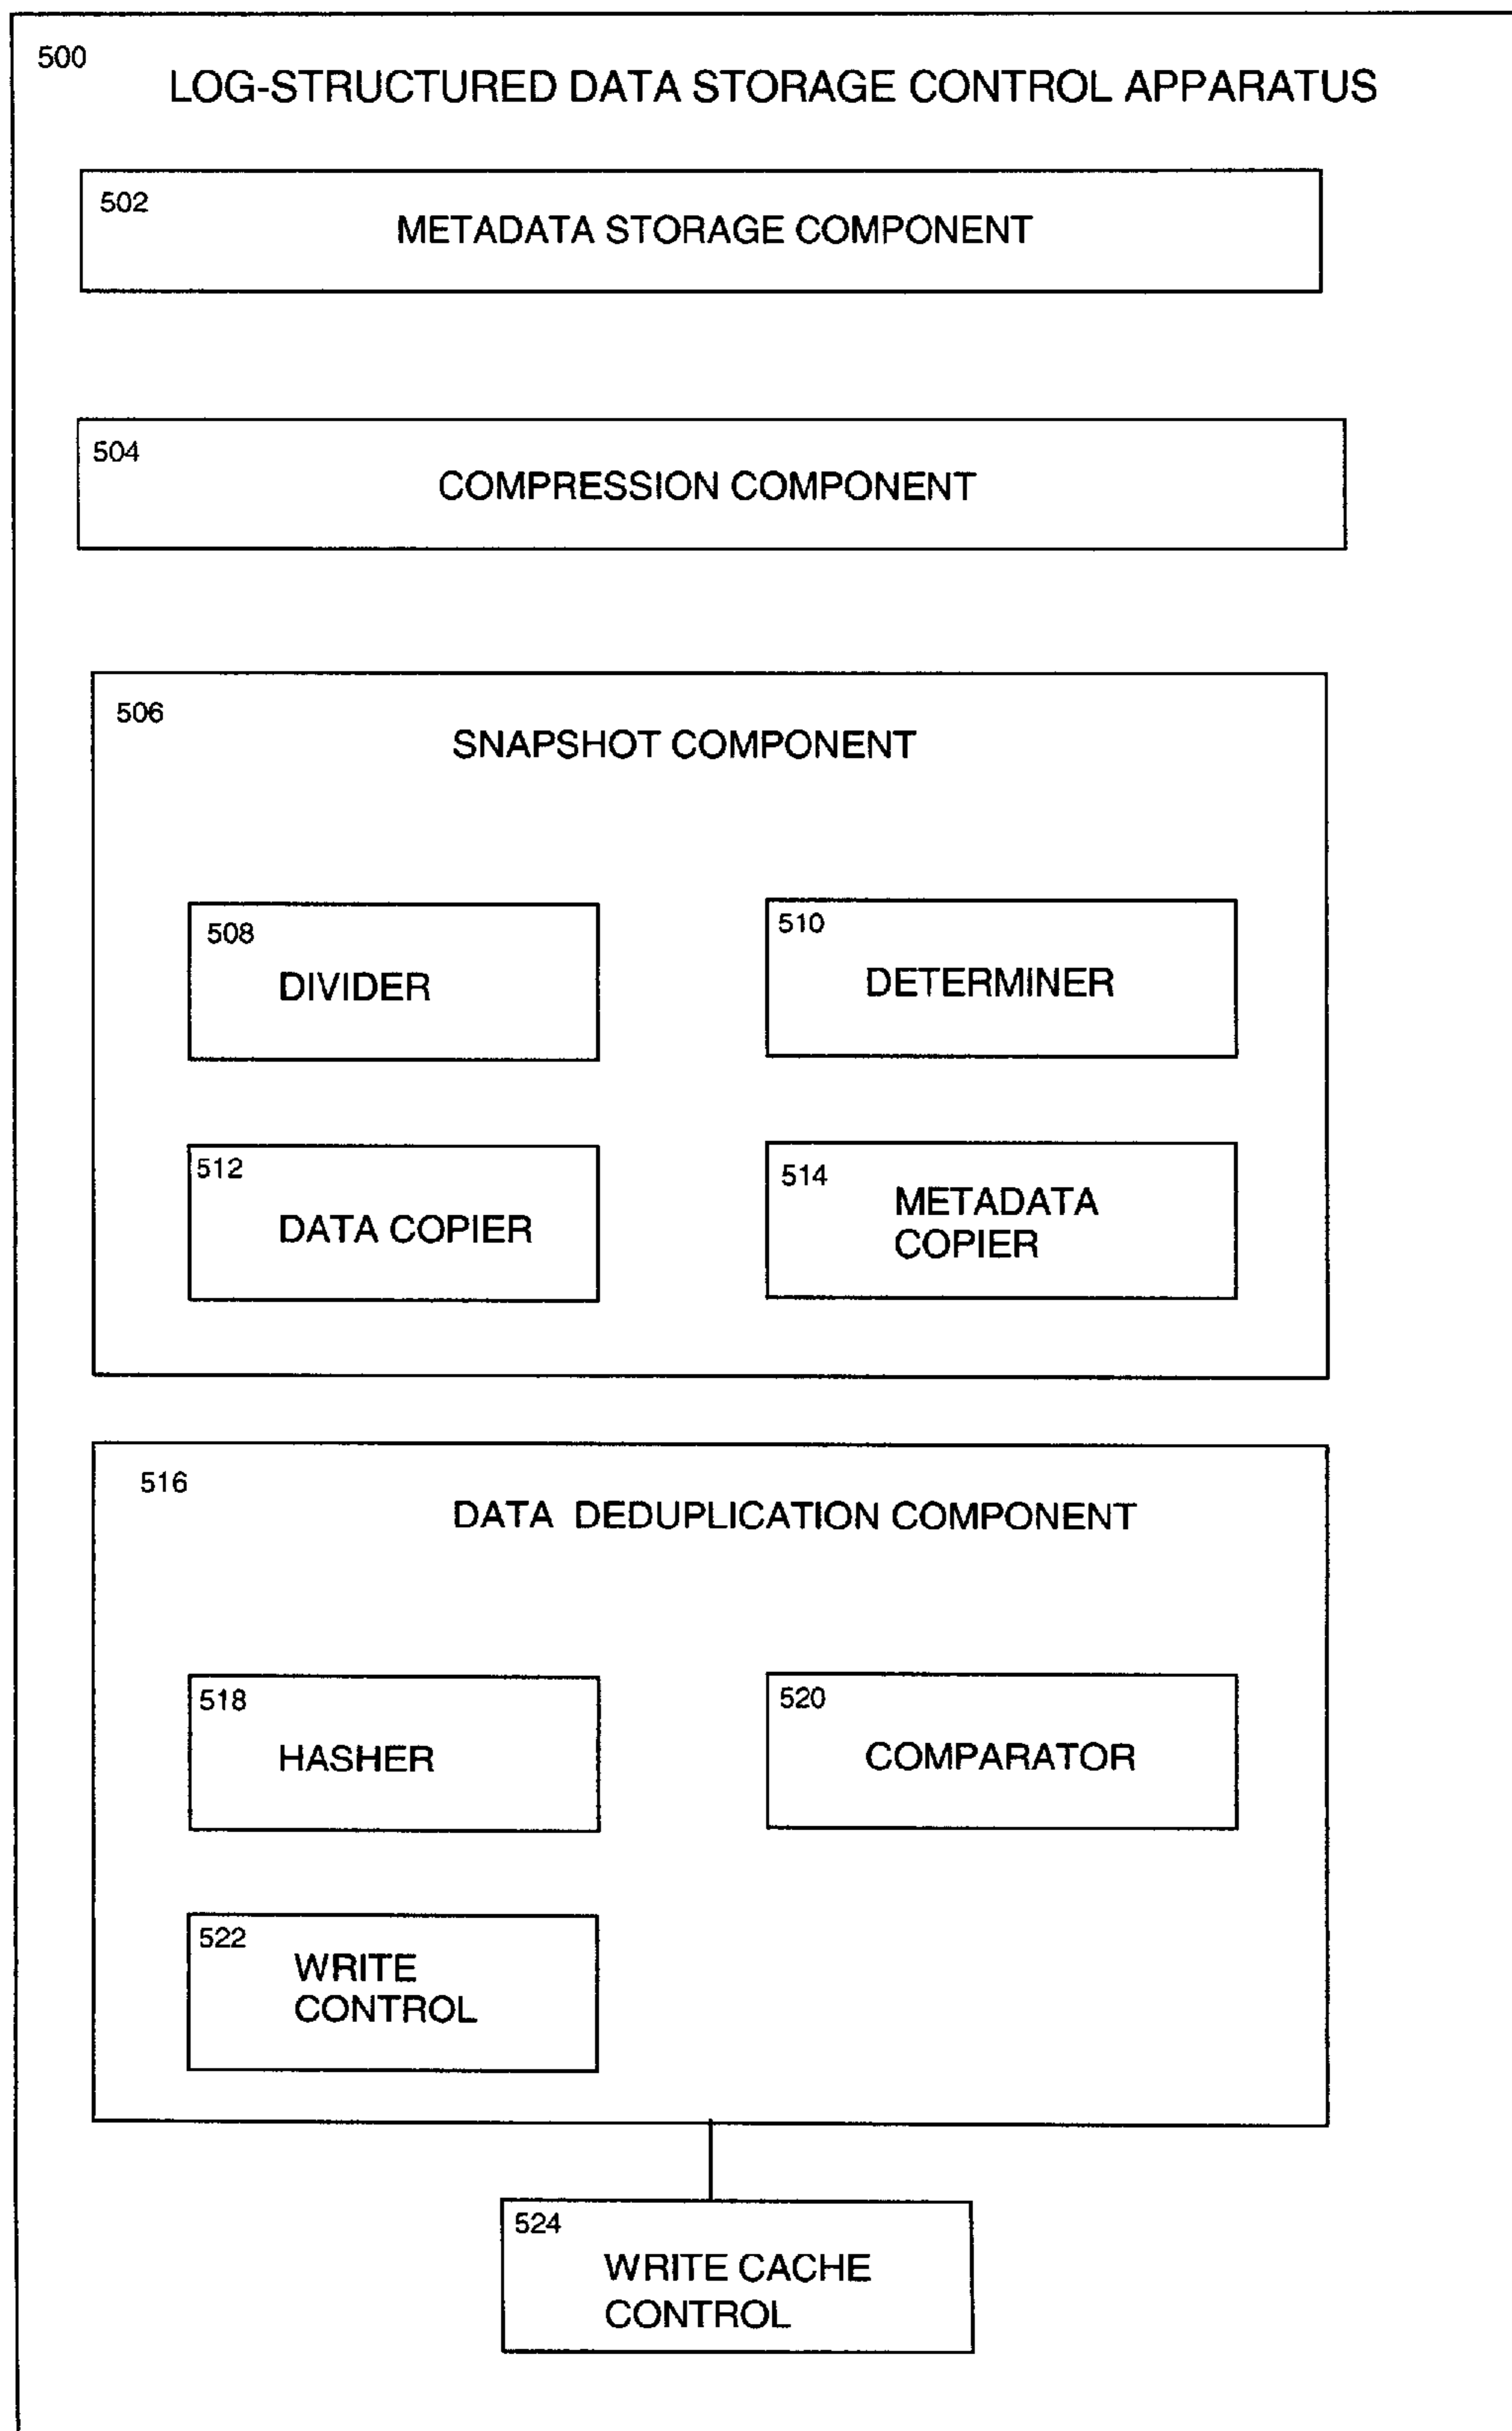 500
LOG-STRUCTURED DATA STORAGE CONTROL APPARATUS
502
METADATA STORAGE COMPONENT
504
COMPRESSION COMPONENT
506
SNAPSHOT COMPONENT
508
DIVIDER
510
DETERMINER
512
DATA COPIER
514
METADATA
COPIER
516
DATA DEDUPLICATION COMPONENT
518
HASHER
520
COMPARATOR
522
WRITE
CONTROL
524
WRITE CACHE
CONTROL